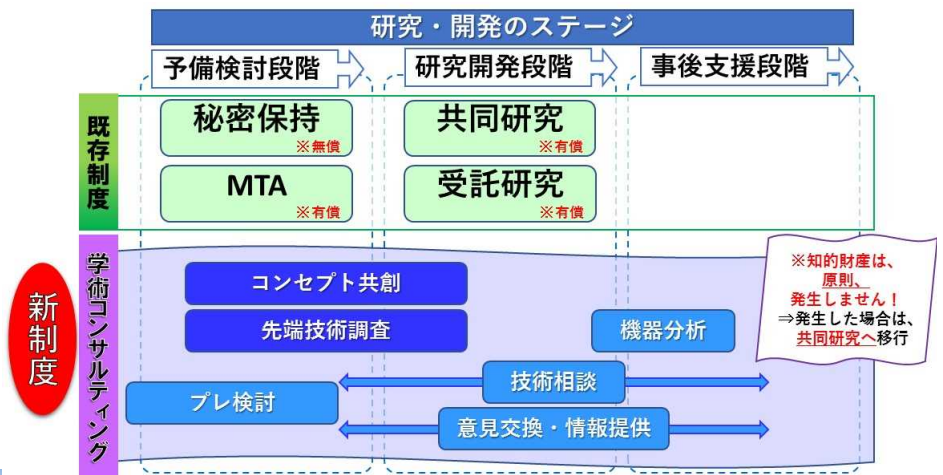 研究・開発のステージ
予備検討段階
研究開発段階
事後支援段階
既存制度
秘密保持
※無償
共同研究
※有償
MTA
※有償
受託研究
※有償
新制度
学術コンサルティング
コンセプト共創
先端技術調査
機器分析
技術相談
プレ検討
意見交換・情報提供
※知的財産は、
原則、
発生しません！
⇒発生した場合は、
共同研究へ移行